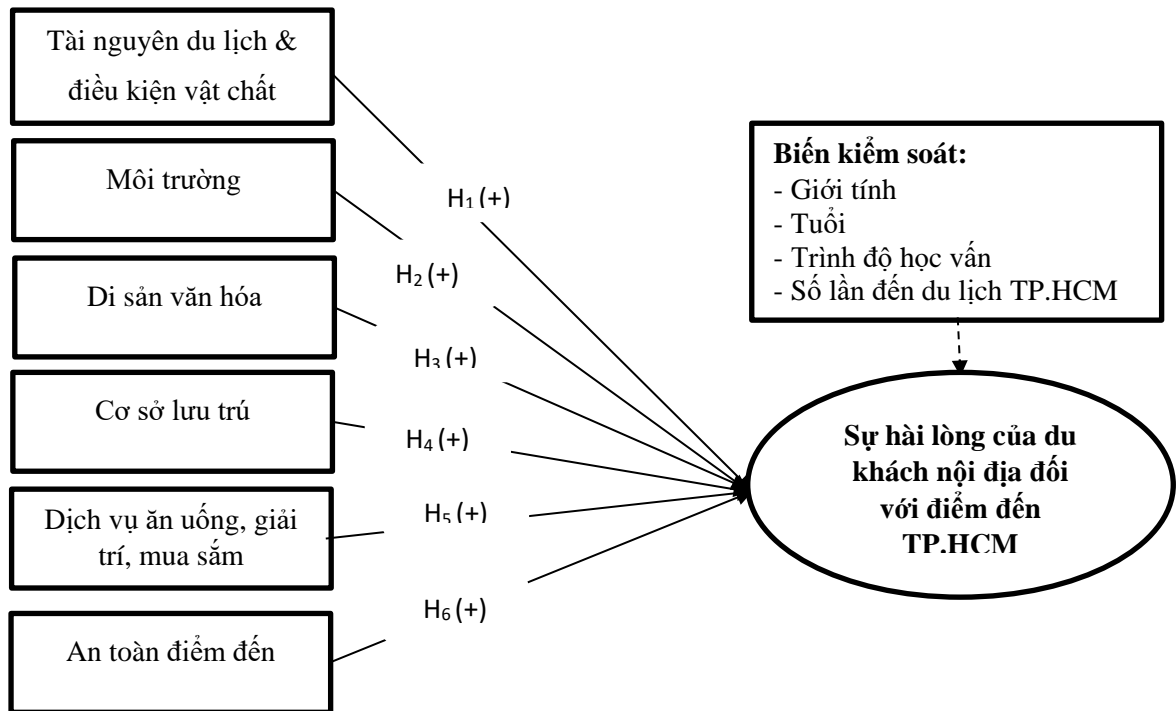 Tài nguyên du lịch &
điều kiện vật chất
Môi trường
Di sản văn hóa
Cơ sở lưu trú
Dịch vụ ăn uống, giải
trí, mua sắm
An toàn điểm đến
H₁ (+)
H₂ (+)
H₃ (+)
H₄ (+)
H₅ (+)
H₆ (+)
Biến kiểm soát:
- Giới tính
- Tuổi
- Trình độ học vấn
- Số lần đến du lịch TP.HCM
Sự hài lòng của du
khách nội địa đối
với điểm đến
TP.HCM